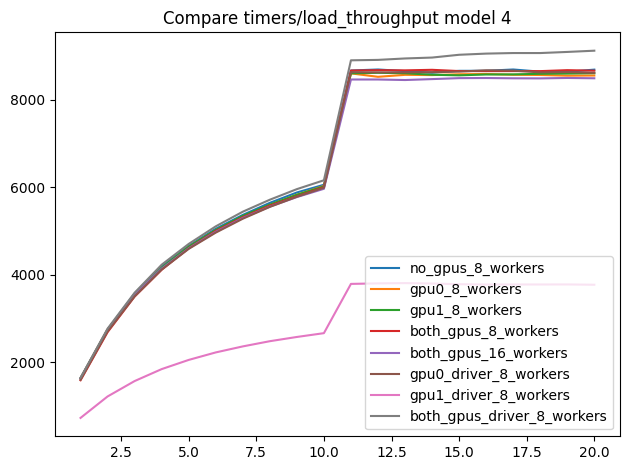 Compare timers/load_throughput model 4
8000
6000
4000
2000
no_gpus_8_workers
gpu0_8_workers
gpu1_8_workers
both_gpus_8_workers
both_gpus_16_workers
gpu0_driver_8_workers
gpu1_driver_8_workers
both_gpus_driver_8_workers
2.5 5.0 7.5 10.0 12.5 15.0 17.5 20.0